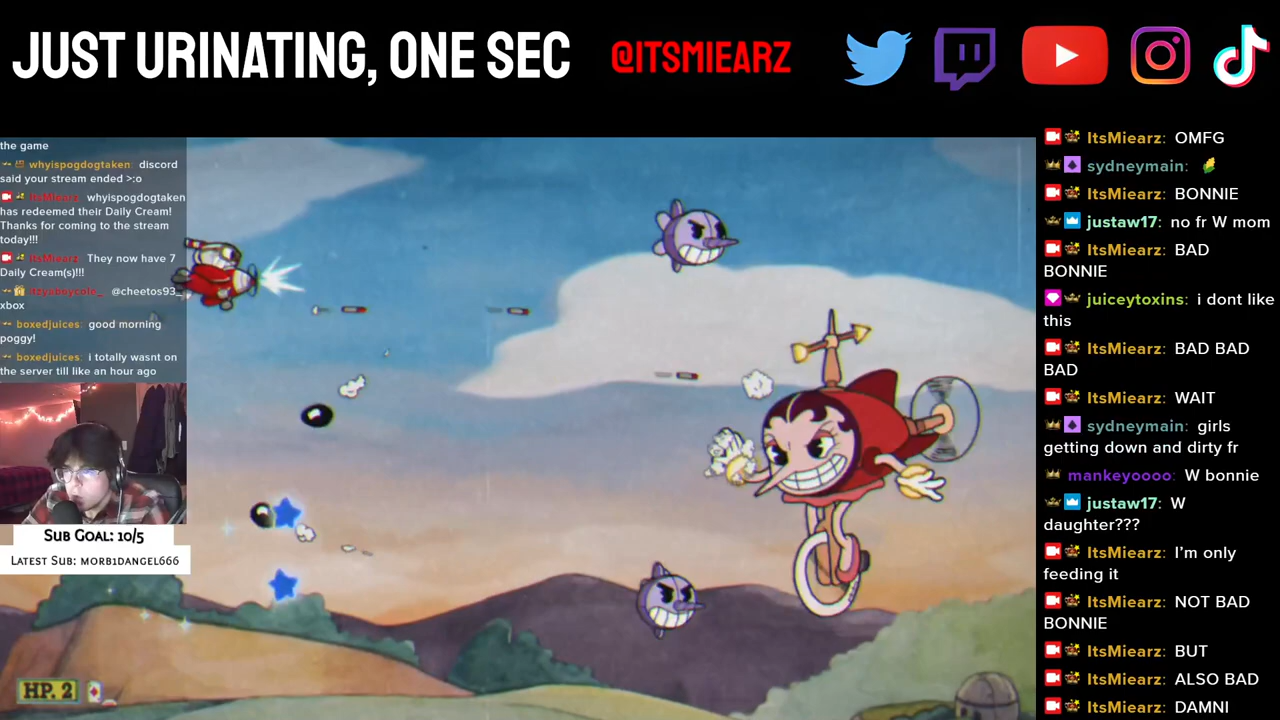 JUST URINATING, ONE SEC
@ITSMIEARZ
the game
whyispogdogtaken: discord
said your stream ended >:o
ItsMiearz: whyispogdogtaken
has redeemed their Daily Cream!
Thanks for coming to the stream
today!!!
ItsMiearz: They now have 7
Daily Cream(s)!!!
itzyaboycole_ @cheetos93_
xbox
boxedjuices: good morning
poggy!
boxedjuices: i totally wasnt on
the server till like an hour ago
SUB GOAL: 10/5
LATEST SUB: MORB1DANGEL666
HP. 2
ItsMiearz: OMFG
sydneymain:
ItsMiearz: BONNIE
justaw17: no fr W mom
ItsMiearz: BAD
BONNIE
juiceytoxins: i dont like
this
ItsMiearz: BAD BAD
BAD
ItsMiearz: WAIT
sydneymain: girls
getting down and dirty fr
mankeyoooo: W bonnie
justaw17: W
daughter???
ItsMiearz: I'm only
feeding it
ItsMiearz: NOT BAD
BONNIE
ItsMiearz: BUT
ItsMiearz: ALSO BAD
ItsMiearz: DAMNI